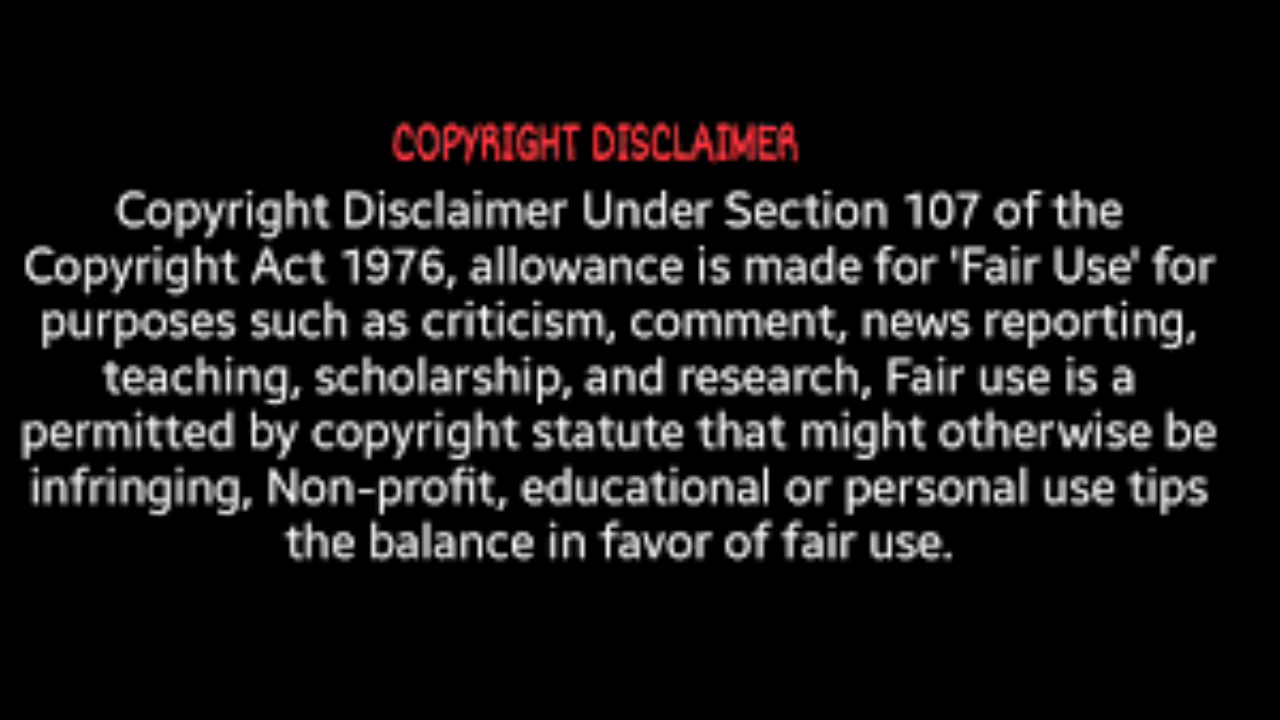 COPYRIGHT DISCLAIMER
Copyright Disclaimer Under Section 107 of the
Copyright Act 1976, allowance is made for 'Fair Use' for
purposes such as criticism, comment, news reporting,
teaching, scholarship, and research, Fair use is a
permitted by copyright statute that might otherwise be
infringing, Non-profit, educational or personal use tips
the balance in favor of fair use.